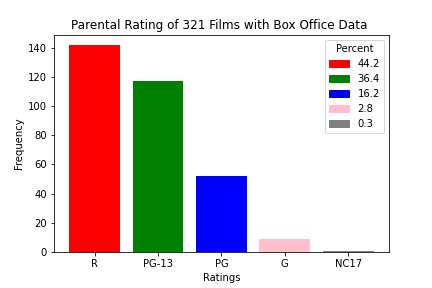 Parental Rating of 321 Films with Box Office Data
Percent
44.2
36.4
16.2
2.8
0.3
Frequency
140
120
100
80
60
40
20
0
R PG-13 PG G NC17
Ratings